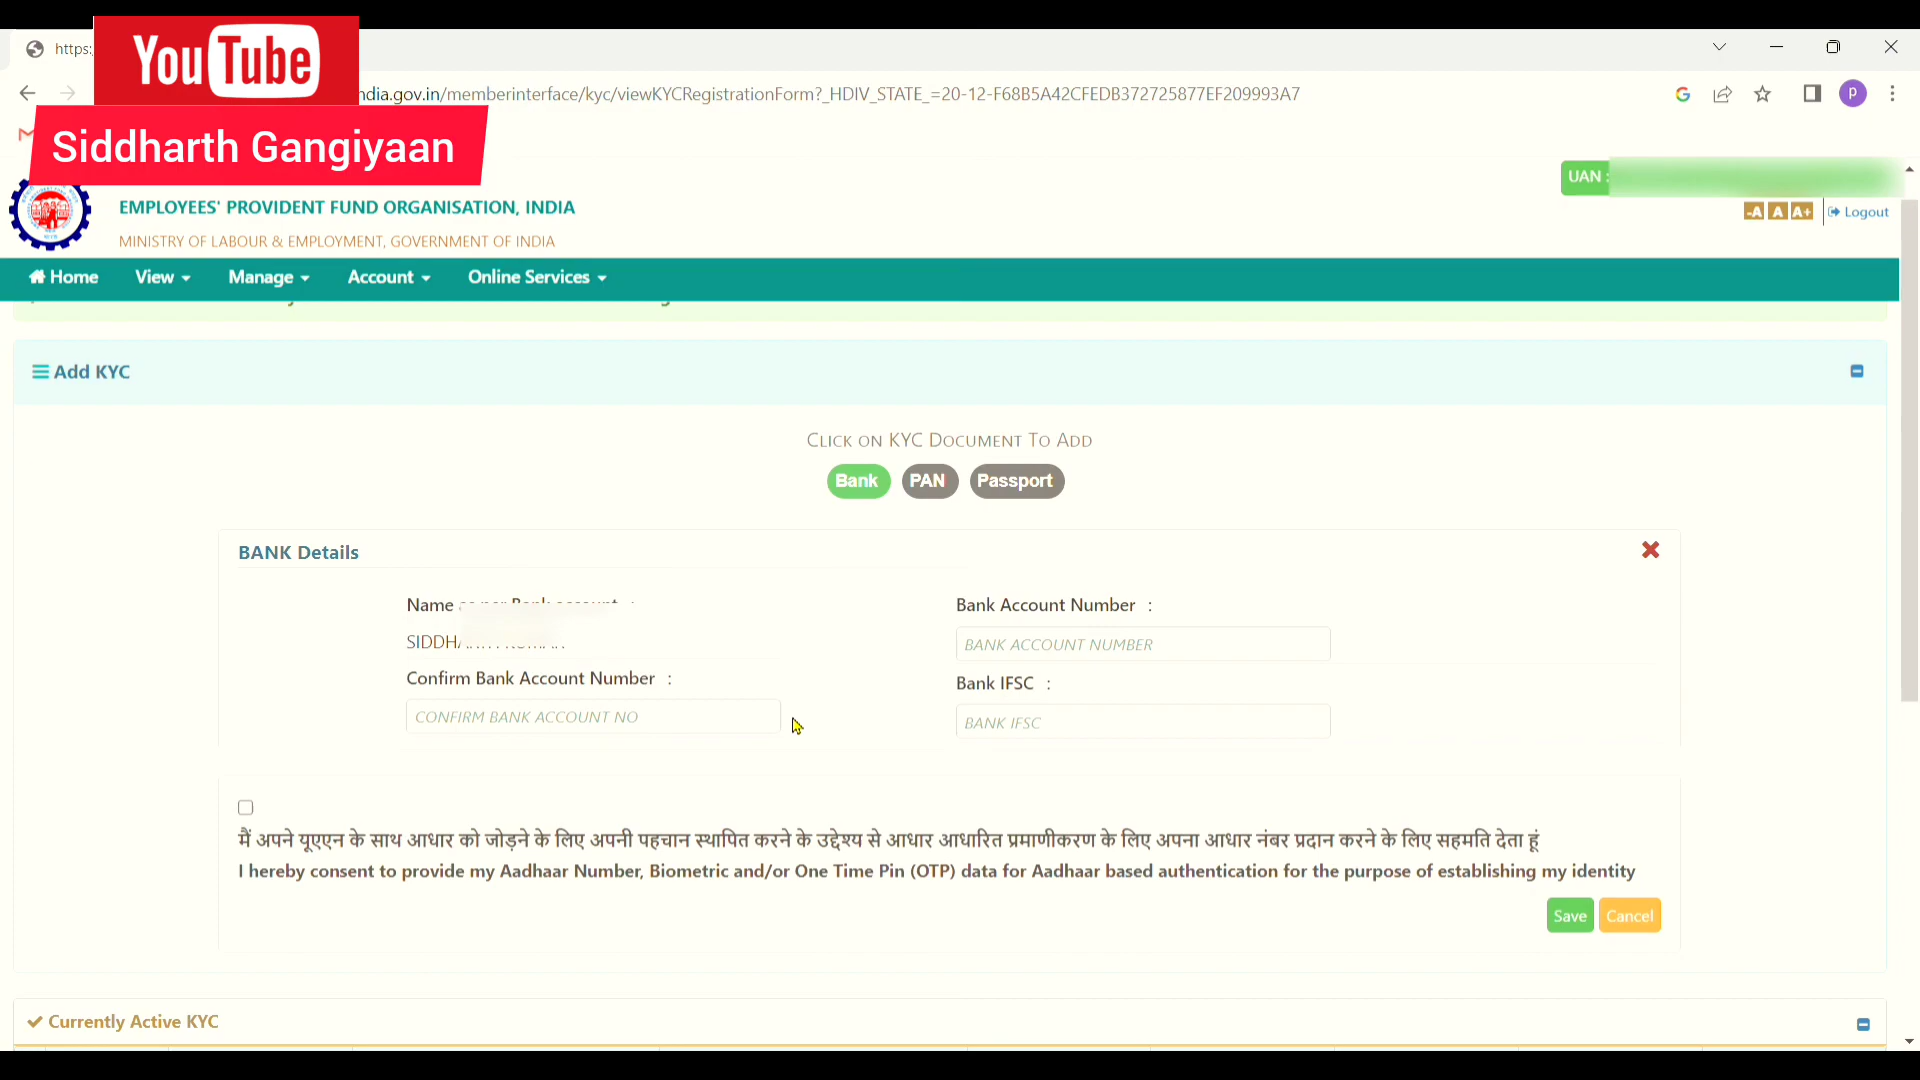 https:
YouTube
dia.gov.in/memberinterface/kyc/viewKYCRegistrationForm?_HDIV_STATE_=20-12-F68B5A42CFEDB372725877EF209993A7
P
Siddharth Gangiyaan
UAN :
EMPLOYEES' PROVIDENT FUND ORGANISATION, INDIA
-A A A+ Logout
MINISTRY OF LABOUR & EMPLOYMENT, GOVERNMENT OF INDIA
Home View Manage Account Online Services
Add KYC
CLICK ON KYC DOCUMENT TO ADD
Bank PAN Passport
BANK Details
Name
Bank Account Number :
BANK ACCOUNT NUMBER
Confirm Bank Account Number :
Bank IFSC :
CONFIRM BANK ACCOUNT NO
BANK IFSC
मैं अपने यूएएन के साथ आधार को जोड़ने के लिए अपनी पहचान स्थापित करने के उद्देश्य से आधार आधारित प्रमाणीकरण के लिए अपना आधार नंबर प्रदान करने के लिए सहमति देता हूं
I hereby consent to provide my Aadhaar Number, Biometric and/or One Time Pin (OTP) data for Aadhaar based authentication for the purpose of establishing my identity
Save Cancel
Currently Active KYC